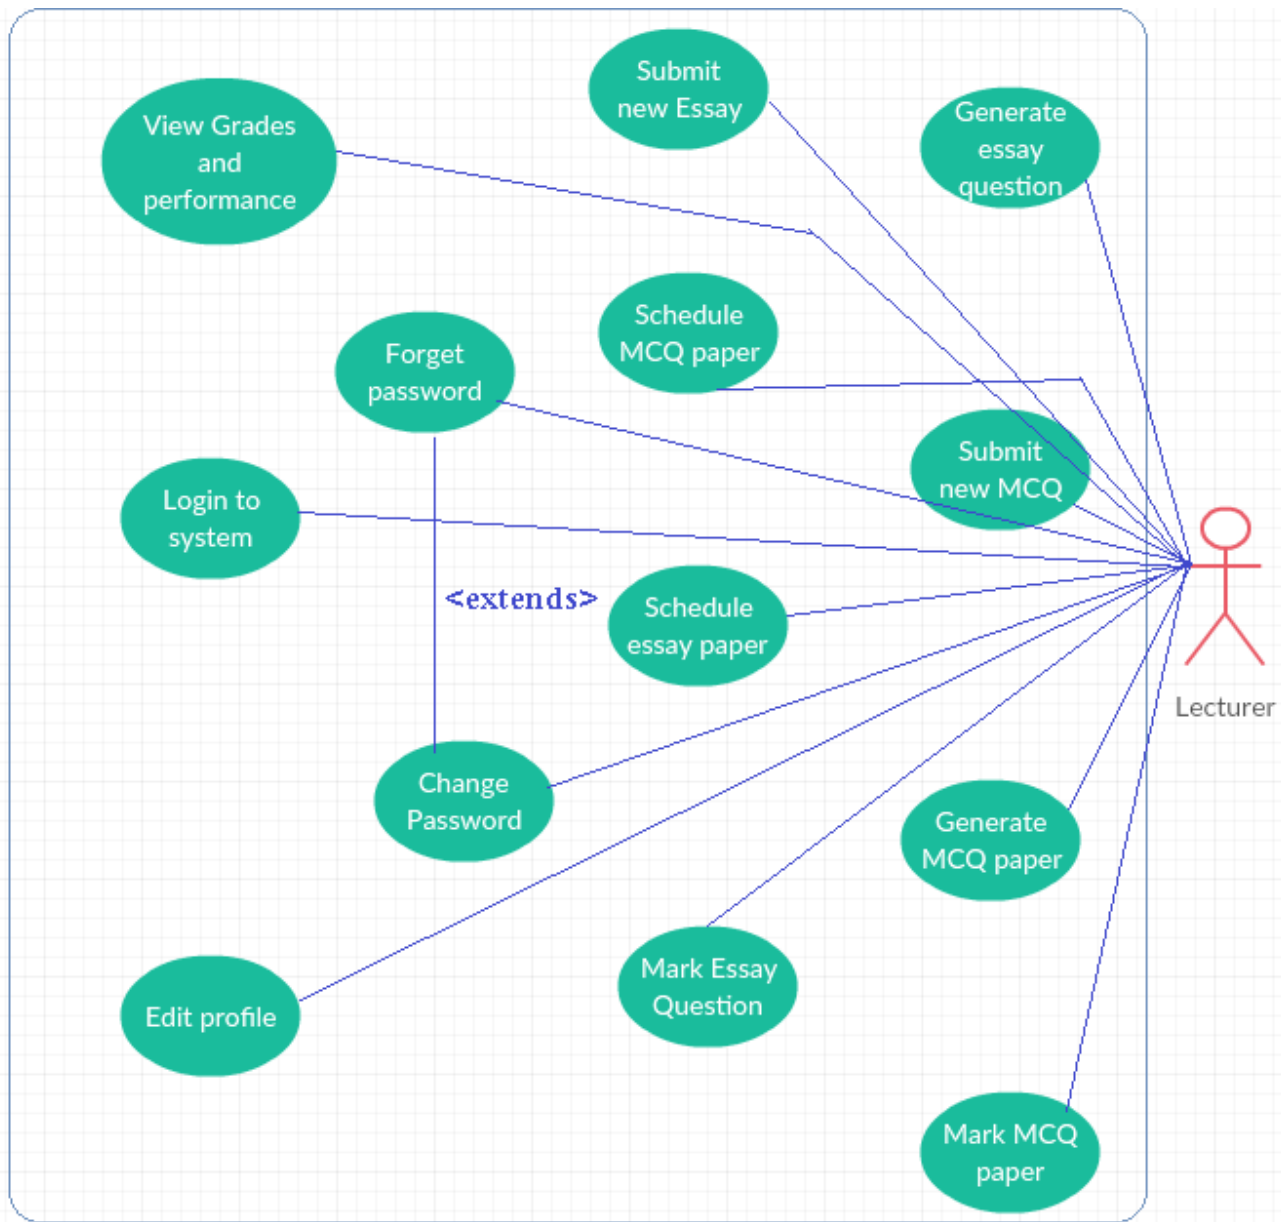 Submit
new Essay
Generate
essay
question
View Grades
and
performance
Schedule
MCQ paper
Forget
password
Submit
new MCQ
Login to
system
<extends>
Schedule
essay paper
Lecturer
Change
Password
Generate
MCQ paper
Mark Essay
Question
Edit profile
Mark MCQ
paper